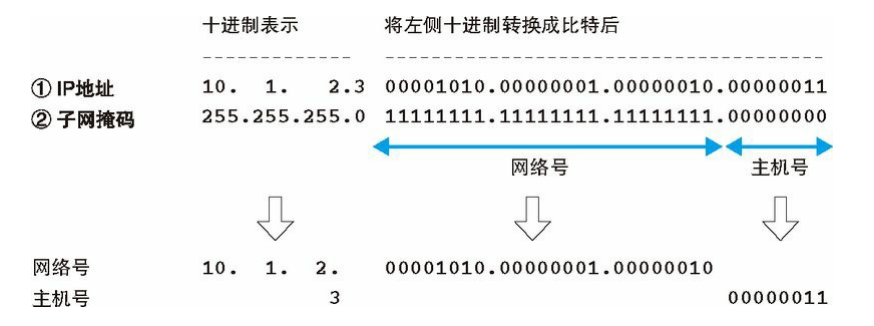 十进制表示 将左侧十进制转换成比特后
① IP地址 10. 1. 2.3 00001010.00000001.00000010.00000011
② 子网掩码 255.255.255.0 11111111.11111111.11111111.00000000
网络号 主机号
网络号 10. 1. 2. 00001010.00000001.00000010
主机号 3 00000011